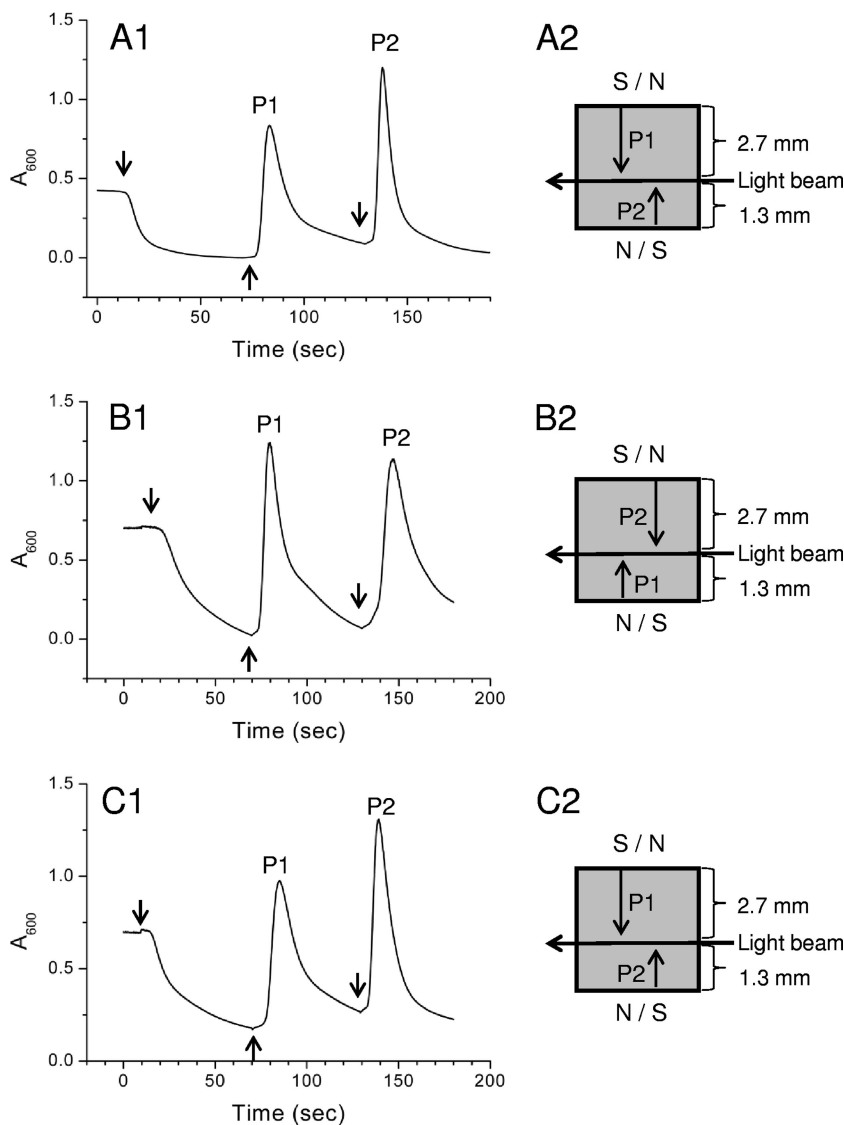 A1
P1
P2
1.5
1.0
0.5
0.0
A600
0
50
100
150
Time (sec)
A2
S / N
P1
2.7 mm
Light beam
P2
1.3 mm
N / S
B1
P1
P2
1.5
1.0
0.5
0.0
A600
0
50
100
150
200
Time (sec)
B2
S / N
P2
2.7 mm
Light beam
P1
1.3 mm
N / S
C1
P1
P2
1.5
1.0
0.5
0.0
A600
0
50
100
150
200
Time (sec)
C2
S / N
P1
2.7 mm
Light beam
P2
1.3 mm
N / S